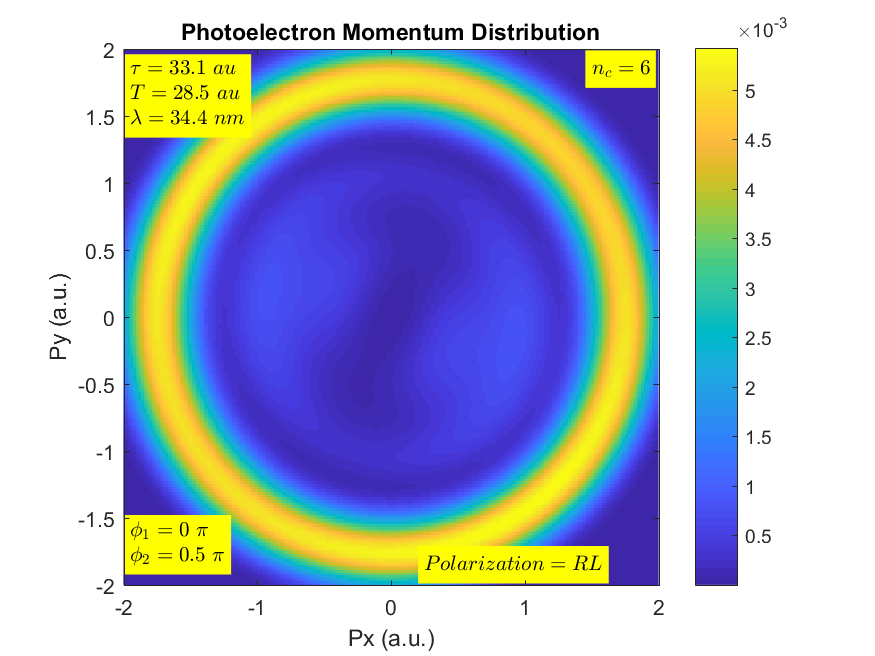 Photoelectron Momentum Distribution
×10⁻³
τ = 33.1 au
T = 28.5 au
λ = 34.4 nm
n_c = 6
2
1.5
1
0.5
0
-0.5
-1
-1.5
-2
Py (a.u.)
ϕ₁ = 0 π
ϕ₂ = 0.5 π
Polarization = RL
-2
-1
0
1
2
Px (a.u.)
5
4.5
4
3.5
3
2.5
2
1.5
1
0.5